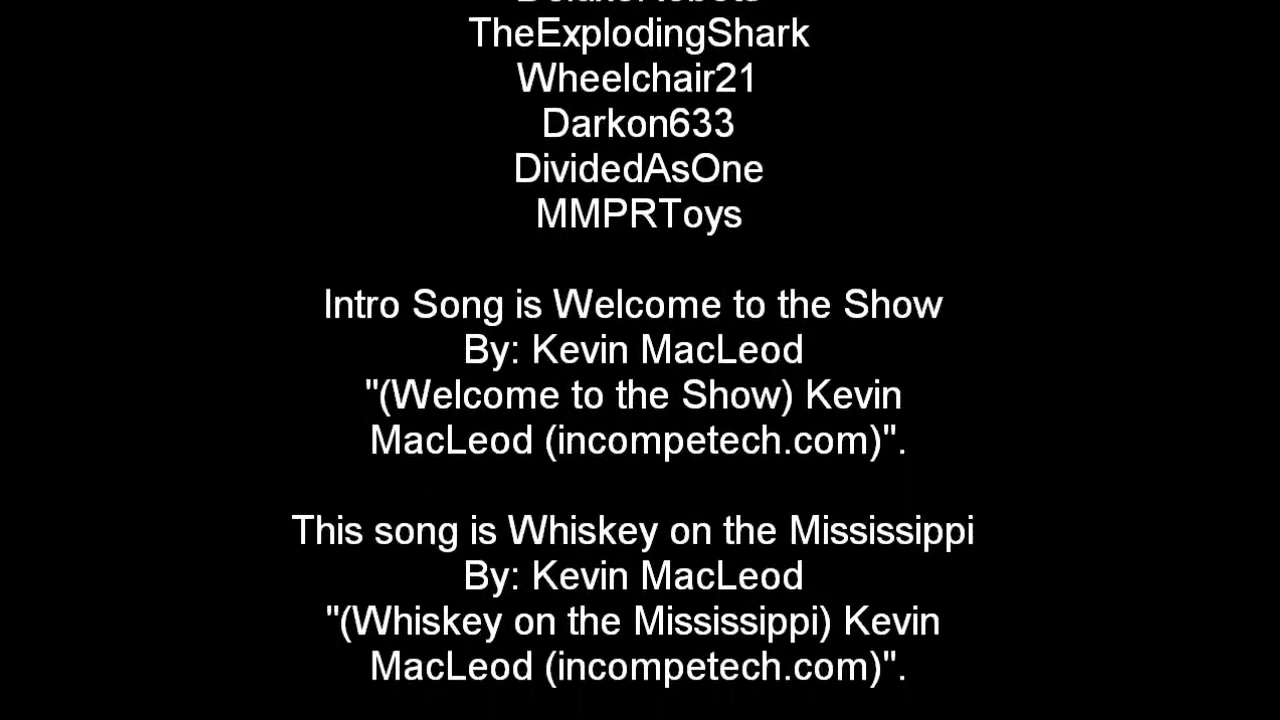 TheExplodingShark
Wheelchair21
Darkon633
DividedAsOne
MMPRToys
Intro Song is Welcome to the Show
By: Kevin MacLeod
"(Welcome to the Show) Kevin
MacLeod (incompetech.com)".
This song is Whiskey on the Mississippi
By: Kevin MacLeod
"(Whiskey on the Mississippi) Kevin
MacLeod (incompetech.com)".